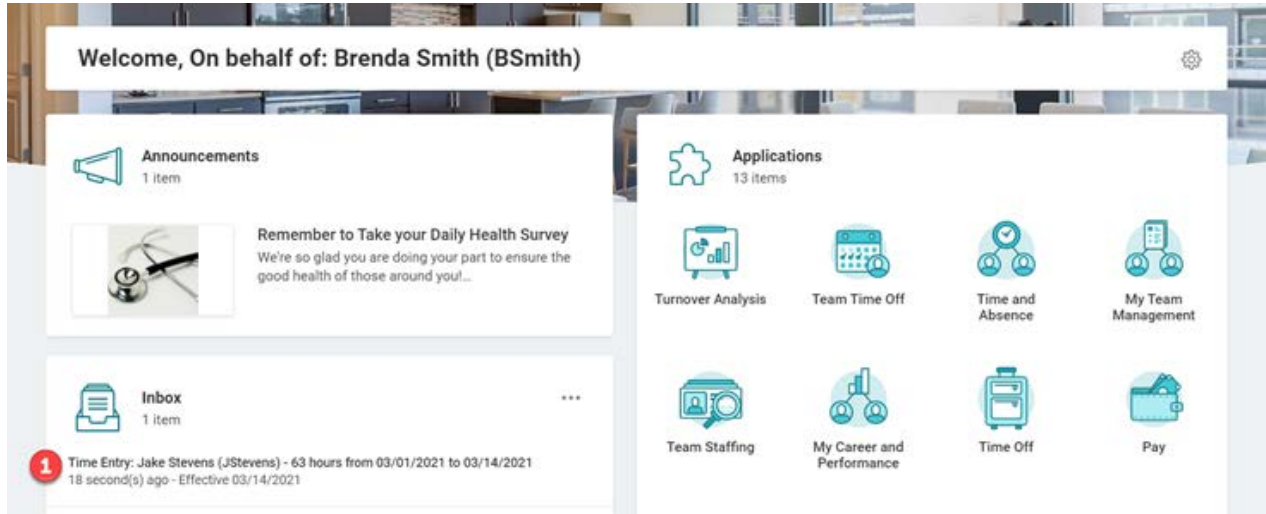 Welcome, On behalf of: Brenda Smith (BSmith)
Announcements
1 item
Remember to Take your Daily Health Survey
We're so glad you are doing your part to ensure the
good health of those around you!...
Inbox
1 item
1
Time Entry: Jake Stevens (JStevens) - 63 hours from 03/01/2021 to 03/14/2021
18 second(s) ago - Effective 03/14/2021
Applications
13 items
Turnover Analysis
Team Time Off
Time and
Absence
My Team
Management
Team Staffing
My Career and
Performance
Time Off
Pay